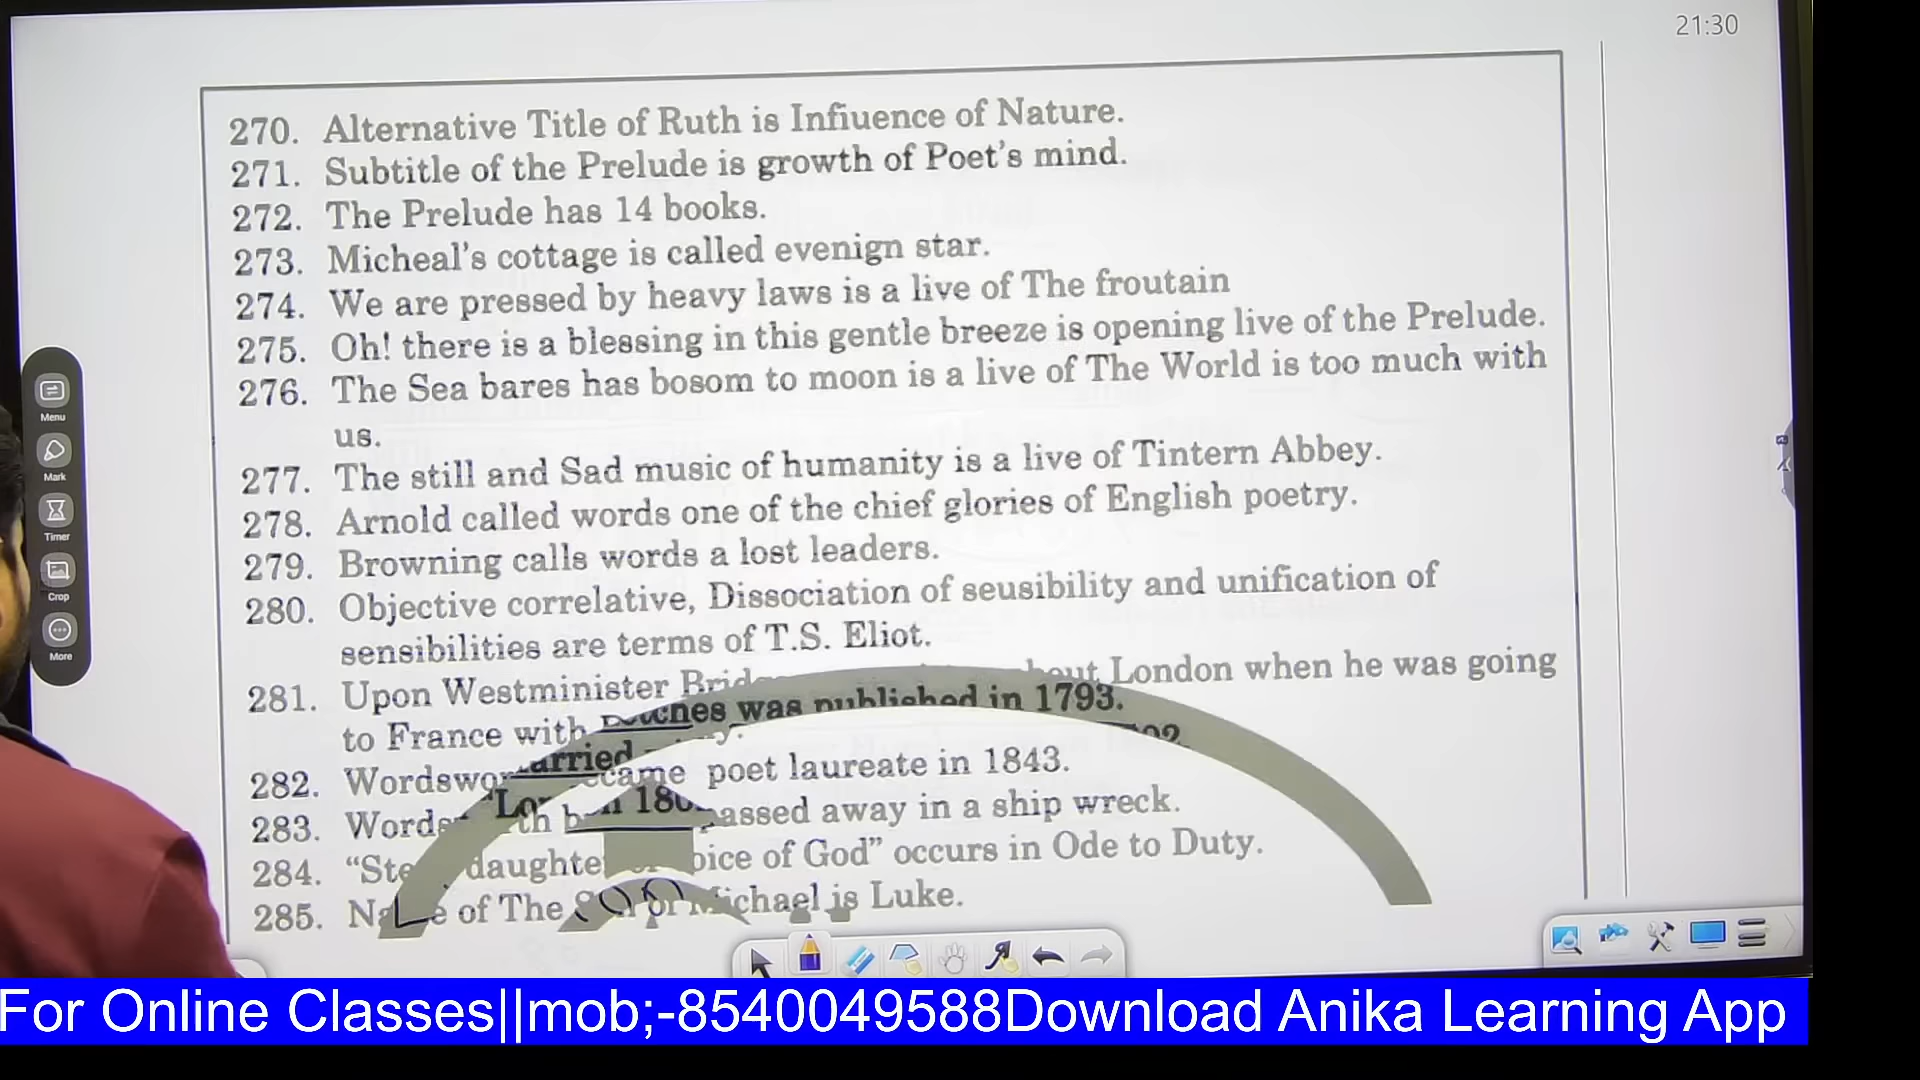 21:30
270. Alternative Title of Ruth is Infiuence of Nature.
271. Subtitle of the Prelude is growth of Poet's mind.
272. The Prelude has 14 books.
273. Micheal's cottage is called evenign star.
274. We are pressed by heavy laws is a live of The froutain
275. Oh! there is a blessing in this gentle breeze is opening live of the Prelude.
276. The Sea bares has bosom to moon is a live of The World is too much with
us.
277. The still and Sad music of humanity is a live of Tintern Abbey.
278. Arnold called words one of the chief glories of English poetry.
279. Browning calls words a lost leaders.
280. Objective correlative, Dissociation of seusibility and unification of
sensibilities are terms of T.S. Eliot.
281. Upon Westminister London when he was going
was published in 1793.
to France with
282. poet laureate in 1843.
283. passed away in a ship wreck.
284. of God" occurs in Ode to Duty.
285. of The Michael is Luke.
Menu
Mark
Timer
Crop
More
For Online Classes||mob;-8540049588Download Anika Learning App